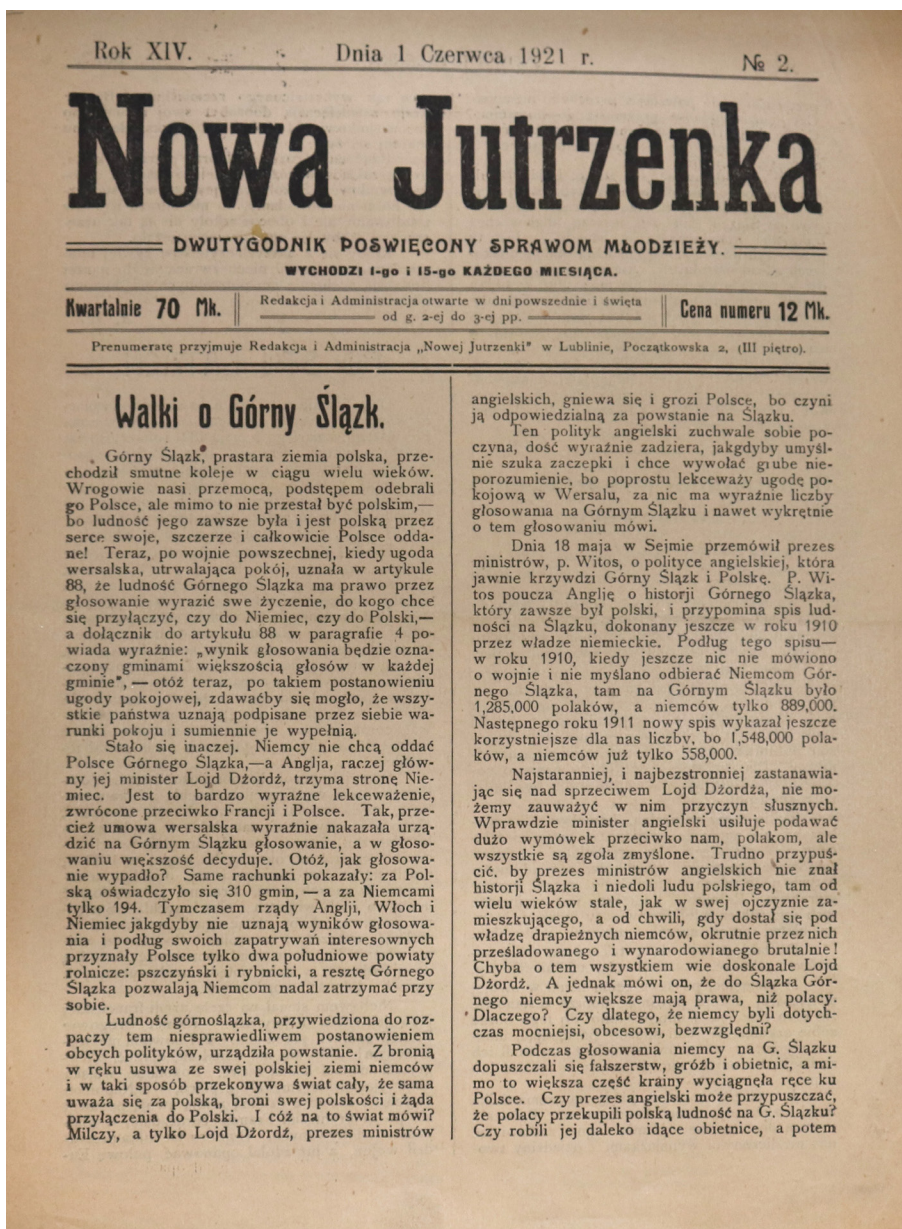 Rok XIV.
Dnia 1 Czerwca 1921 r.
№ 2.
Nowa Jutrzenka
DWUTYGODNIK POSWIĘCONY SPRAWOM MŁODZIEŻY.
WYCHODZI I-go i 15-go KAŻDEGO MIESIĄCA.
Kwartalnie 70 Mk.
Redakcja i Administracja otwarte w dni powszednie i święta
od g. 2-ej do 3-ej pp.
Cena numeru 12 Mk.
Prenumeratę przyjmuje Redakcja i Administracja „Nowej Jutrzenki" w Lublinie, Początkowska 2, (III piętro).
Walki o Górny Ślązk.
Górny Ślązk, prastara ziemia polska, prze-
chodził smutne koleje w ciągu wielu wieków.
Wrogowie nasi przemocą, podstępem odebrali
go Polsce, ale mimo to nie przestał być polskim,—
bo ludność jego zawsze była i jest polską przez
serce swoje, szczerze i całkowicie Polsce odda-
ne! Teraz, po wojnie powszechnej, kiedy ugoda
wersalska, utrwalająca pokój, uznała w artykule
88, że ludność Górnego Ślązka ma prawo przez
głosowanie wyrazić swe życzenie, do kogo chce
się przyłączyć, czy do Niemiec, czy do Polski,—
a dołącznik do artykułu 88 w paragrafie 4 po-
wiada wyraźnie: „wynik głosowania będzie ozna-
czony gminami większością głosów w każdej
gminie", — otóż teraz, po takiem postanowieniu
ugody pokojowej, zdawaćby się mogło, że wszy-
stkie państwa uznają podpisane przez siebie wa-
runki pokoju i sumiennie je wypełnią.
Stało się inaczej. Niemcy nie chcą oddać
Polsce Górnego Ślązka,—a Anglja, raczej głów-
ny jej minister Lojd Dżordż, trzyma stronę Nie-
miec. Jest to bardzo wyraźne lekceważenie,
zwrócone przeciwko Francji i Polsce. Tak, prze-
cież umowa wersalska wyraźnie nakazała urzą-
dzić na Górnym Ślązku głosowanie, a w głoso-
waniu większość decyduje. Otóż, jak głosowa-
nie wypadło? Same rachunki pokazały: za Pol-
ską oświadczyło się 310 gmin, — a za Niemcami
tylko 194. Tymczasem rządy Anglji, Włoch i
Niemiec jakgdyby nie uznają wyników głosowa-
nia i podług swoich zapatrywań interesownych
przyznały Polsce tylko dwa południowe powiaty
rolnicze: pszczyński i rybnicki, a resztę Górnego
Ślązka pozwalają Niemcom nadal zatrzymać przy
sobie.
Ludność górnoślązka, przywiedziona do roz-
paczy tem niesprawiedliwem postanowieniem
obcych polityków, urządziła powstanie. Z bronią
w ręku usuwa ze swej polskiej ziemi niemców
i w taki sposób przekonywa świat cały, że sama
uważa się za polską, broni swej polskości i żąda
przyłączenia do Polski. I cóż na to świat mówi?
Milczy, a tylko Lojd Dżordż, prezes ministrów
angielskich, gniewa się i grozi Polsce, bo czyni
ją odpowiedzialną za powstanie na Ślązku.
Ten polityk angielski zuchwale sobie po-
czyna, dość wyraźnie zadziera, jakgdyby umyśl-
nie szuka zaczepki i chce wywołać grube nie-
porozumienie, bo poprostu lekceważy ugodę po-
kojową w Wersalu, za nic ma wyraźnie liczby
głosowania na Górnym Ślązku i nawet wykrętnie
o tem głosowaniu mówi.
Dnia 18 maja w Sejmie przemówił prezes
ministrów, p. Witos, o polityce angielskiej, która
jawnie krzywdzi Górny Ślązk i Polskę. P. Wi-
tos poucza Anglję o historji Górnego Ślązka,
który zawsze był polski, i przypomina spis lud-
ności na Ślązku, dokonany jeszcze w roku 1910
przez władze niemieckie. Podług tego spisu—
w roku 1910, kiedy jeszcze nic nie mówiono
o wojnie i nie myślano odbierać Niemcom Gór-
nego Ślązka, tam na Górnym Ślązku było
1,285,000 polaków, a niemców tylko 889,000.
Następnego roku 1911 nowy spis wykazał jeszcze
korzystniejsze dla nas liczby, bo 1,548,000 pola-
ków, a niemców już tylko 558,000.
Najstaranniej, i najbezstronniej zastanawia-
jąc się nad sprzeciwem Lojd Dżordża, nie mo-
żemy zauważyć w nim przyczyn słusznych.
Wprawdzie minister angielski usiłuje podawać
dużo wymówek przeciwko nam, polakom, ale
wszystkie są zgoła zmyślone. Trudno przypuś-
cić, by prezes ministrów angielskich nie znał
historji Ślązka i niedoli ludu polskiego, tam od
wielu wieków stale, jak w swej ojczyznie za-
mieszkującego, a od chwili, gdy dostał się pod
władzę drapieżnych niemców, okrutnie przez nich
prześladowanego i wynarodowianego brutalnie!
Chyba o tem wszystkiem wie doskonale Lojd
Dżordż. A jednak mówi on, że do Ślązka Gór-
nego niemcy większe mają prawa, niż polacy.
Dlaczego? Czy dlatego, że niemcy byli dotych-
czas mocniejsi, obcesowi, bezwzględni?
Podczas głosowania niemcy na G. Ślązku
dopuszczali się fałszerstw, gróźb i obietnic, a mi-
mo to większa część krainy wyciągnęła ręce ku
Polsce. Czy prezes angielski może przypuszczać,
że polacy przekupili polską ludność na G. Ślązku?
Czy robili jej daleko idące obietnice, a potem